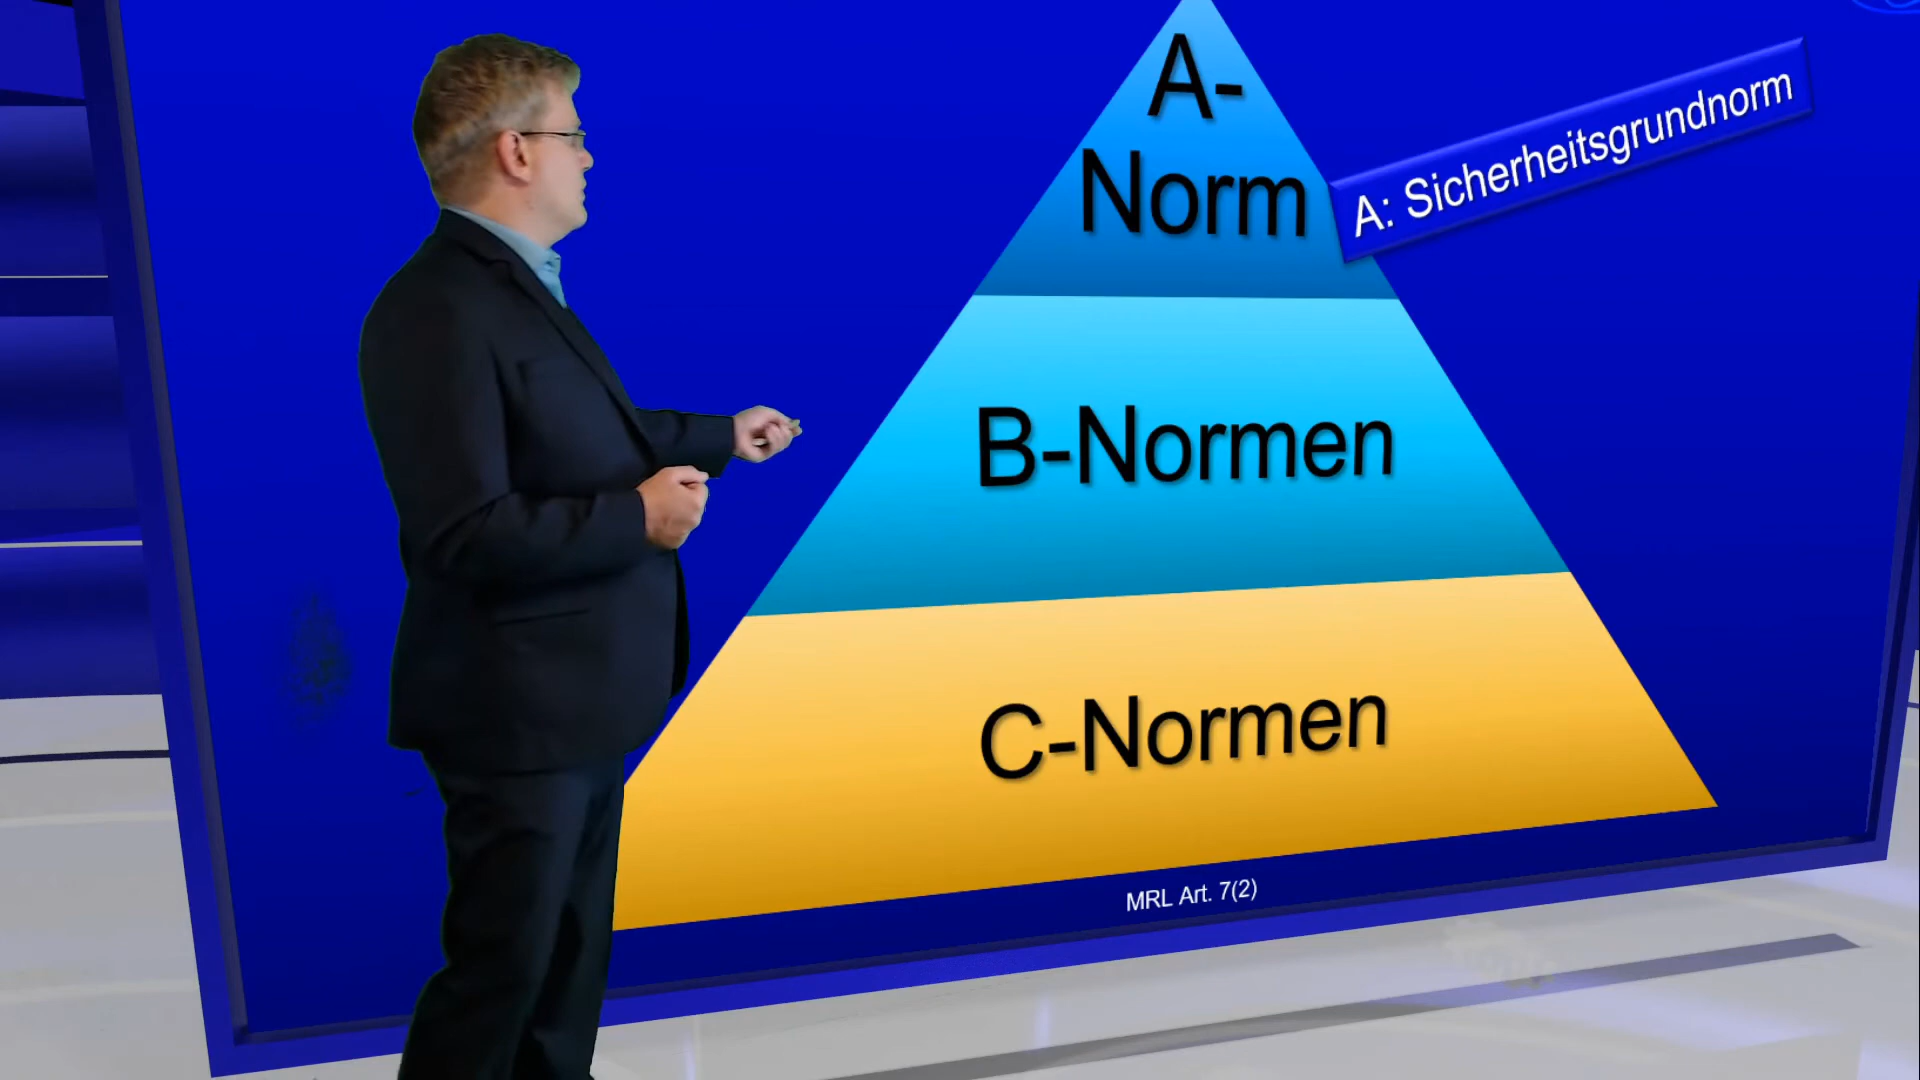 A-
Norm
A: Sicherheitsgrundnorm
B-Normen
C-Normen
MRL Art. 7(2)